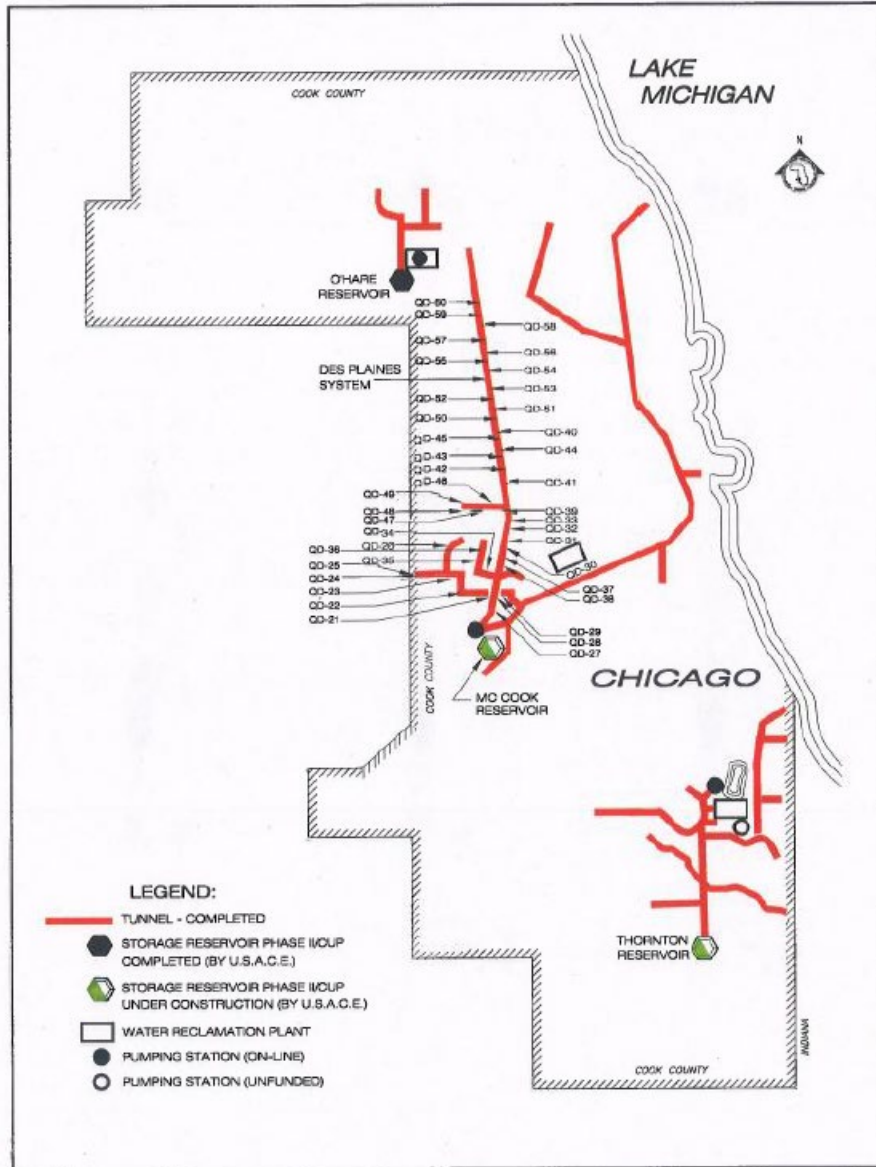 LAKE
MICHIGAN
COOK COUNTY
N
O'HARE
RESERVOIR
QD-60
QD-59
QD-58
QD-57
QD-56
QD-55
QD-54
DES PLAINES
SYSTEM
QD-53
QD-52
QD-51
QD-50
QD-40
QD-45
QD-44
QD-43
QD-42
QD-41
QD-49
QD-48
QD-47
QD-39
QD-33
QD-32
QD-34
QD-31
QD-36
QD-25
QD-35
QD-30
QD-24
QD-23
QD-37
QD-38
QD-22
QD-21
QD-29
QD-28
QD-27
COOK COUNTY
MC COOK
RESERVOIR
CHICAGO
THORNTON
RESERVOIR
INDIANA
COOK COUNTY
LEGEND:
TUNNEL - COMPLETED
STORAGE RESERVOIR PHASE II/CUP
COMPLETED (BY U.S.A.C.E.)
STORAGE RESERVOIR PHASE II/CUP
UNDER CONSTRUCTION (BY U.S.A.C.E.)
WATER RECLAMATION PLANT
PUMPING STATION (ON-LINE)
PUMPING STATION (UNFUNDED)